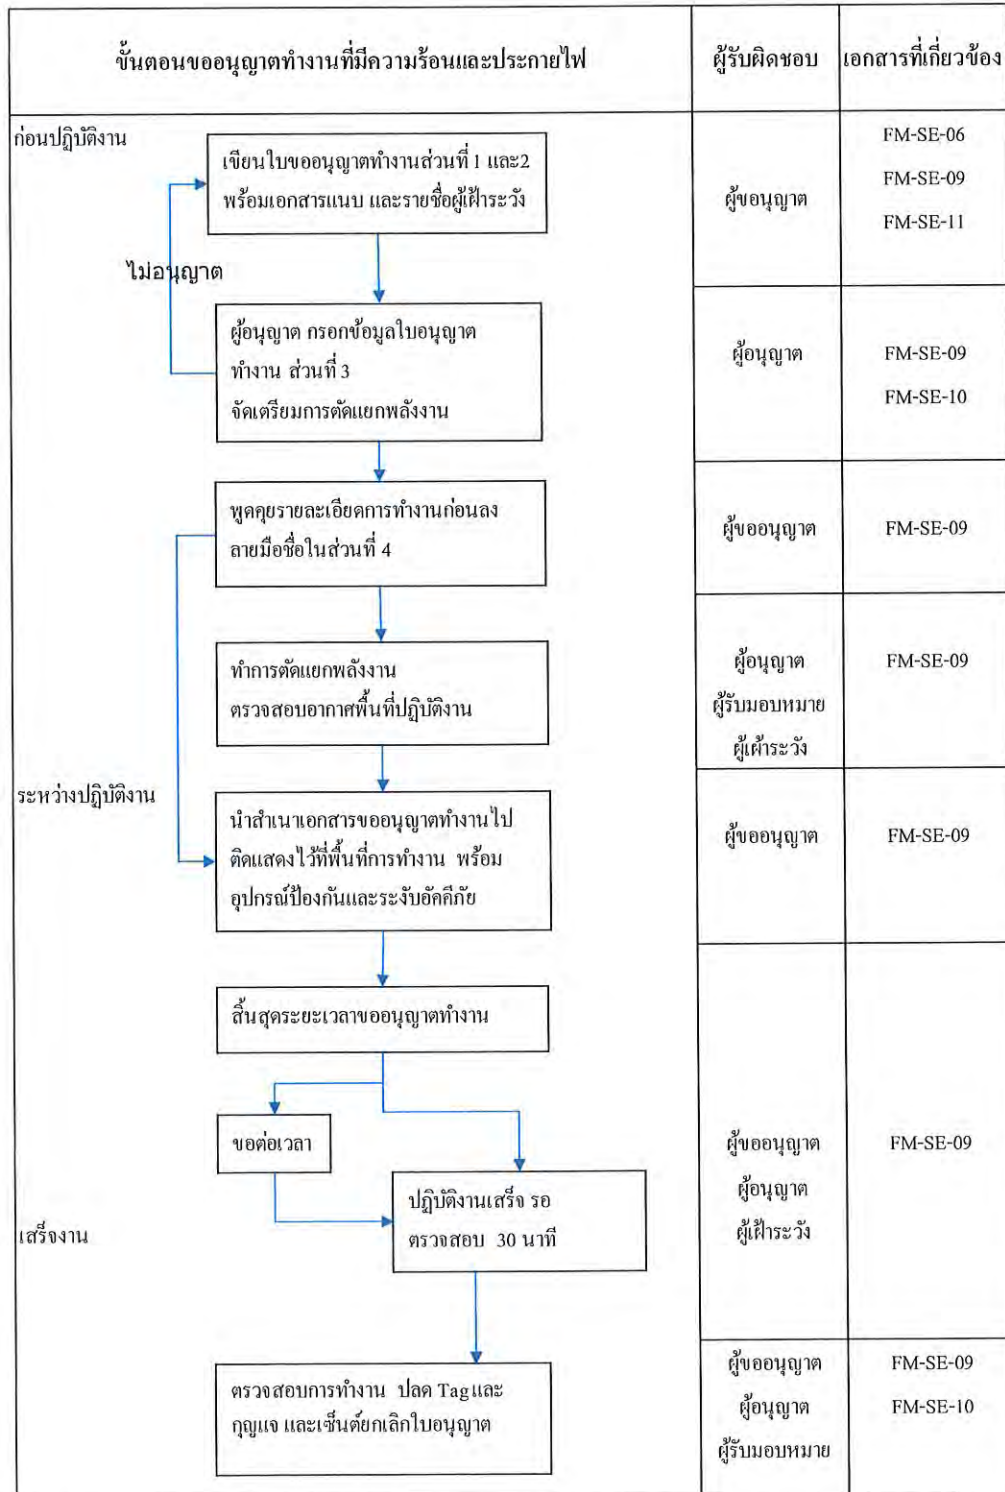 ขั้นตอนขออนุญาตทำงานที่มีความร้อนและประกายไฟ
ผู้รับผิดชอบ
เอกสารที่เกี่ยวข้อง
ก่อนปฏิบัติงาน
เขียนใบขออนุญาตทำงานส่วนที่ 1 และ2
พร้อมเอกสารแนบ และรายชื่อผู้เฝ้าระวัง
ผู้ขอนุญาต
FM-SE-06
FM-SE-09
FM-SE-11
ไม่อนุญาต
ผู้อนุญาต กรอกข้อมูลใบอนุญาต
ทำงาน ส่วนที่ 3
จัดเตรียมการตัดแยกพลังงาน
ผู้อนุญาต
FM-SE-09
FM-SE-10
พูดคุยรายละเอียดการทำงานก่อนลง
ลายมือชื่อในส่วนที่ 4
ผู้ขออนุญาต
FM-SE-09
ทำการตัดแยกพลังงาน
ตรวจสอบอากาศพื้นที่ปฏิบัติงาน
ผู้อนุญาต
ผู้รับมอบหมาย
ผู้เผ้าระวัง
FM-SE-09
ระหว่างปฏิบัติงาน
นำสำเนาเอกสารขออนุญาตทำงานไป
ติดแสดงไว้ที่พื้นที่การทำงาน พร้อม
อุปกรณ์ป้องกันและระงับอัคคีภัย
ผู้ขออนุญาต
FM-SE-09
สิ้นสุดระยะเวลาขออนุญาตทำงาน
ขอต่อเวลา
ผู้ขออนุญาต
ผู้อนุญาต
ผู้เฝ้าระวัง
FM-SE-09
ปฏิบัติงานเสร็จ รอ
ตรวจสอบ 30 นาที
เสร็จงาน
ตรวจสอบการทำงาน ปลด Tagและ
กุญแจ และเซ็นต์ยกเลิกใบอนุญาต
ผู้ขออนุญาต
ผู้อนุญาต
ผู้รับมอบหมาย
FM-SE-09
FM-SE-10